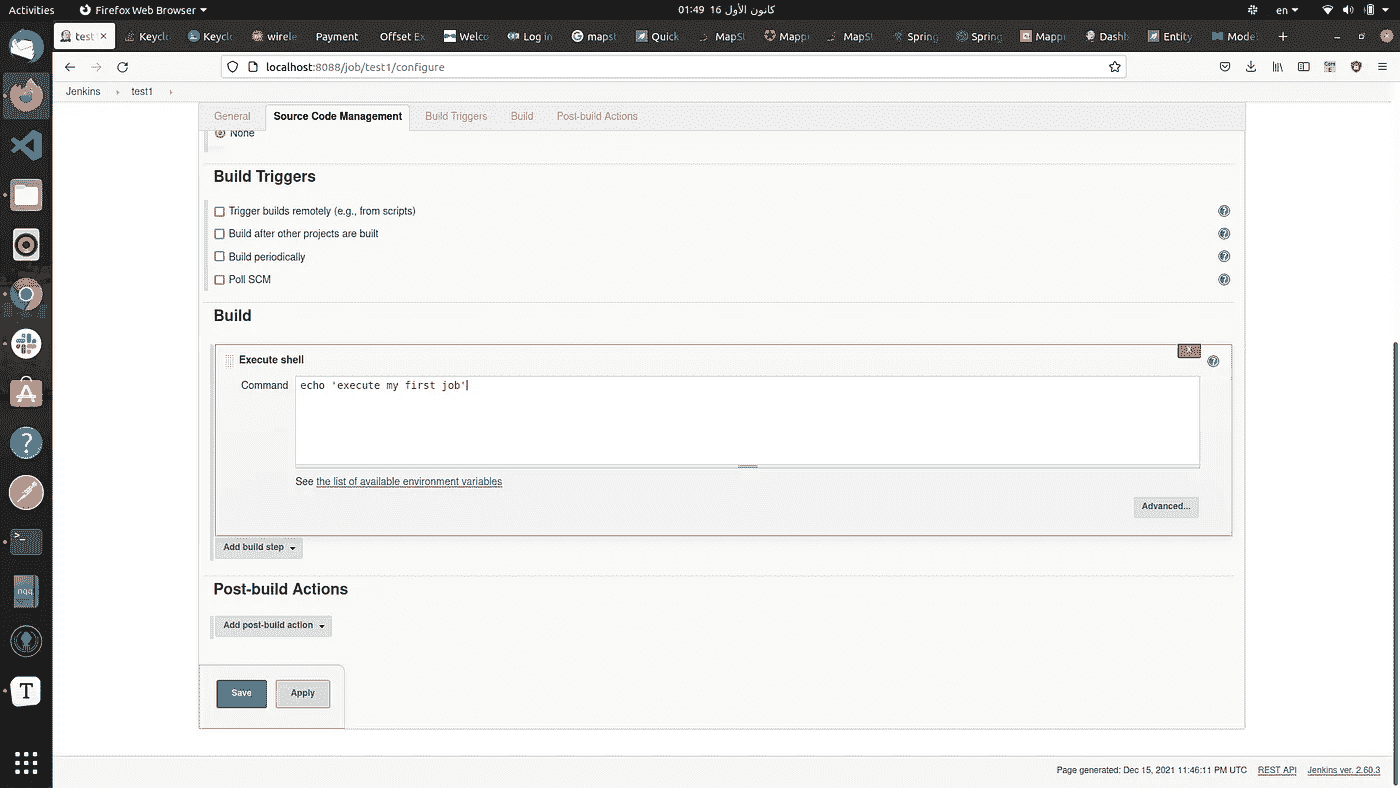 Activities
Firefox Web Browser
كانون الأول 16 01:49
en
test
Keyclo
Keyclo
wirele
Payment
Offset Ex
Welco
Log in
mapst
Quick
MapSt
Mappi
MapSt
Spring
Spring
Mappi
Dashb
Entity
Model
localhost:8088/job/test1/configure
Jenkins
test1
General
Source Code Management
Build Triggers
Build
Post-build Actions
None
Build Triggers
Trigger builds remotely (e.g., from scripts)
Build after other projects are built
Build periodically
Poll SCM
Build
Execute shell
Command
echo 'execute my first job'
See the list of available environment variables
Advanced...
Add build step
Post-build Actions
Add post-build action
Save
Apply
Page generated: Dec 15, 2021 11:46:11 PM UTC
REST API
Jenkins ver. 2.60.3